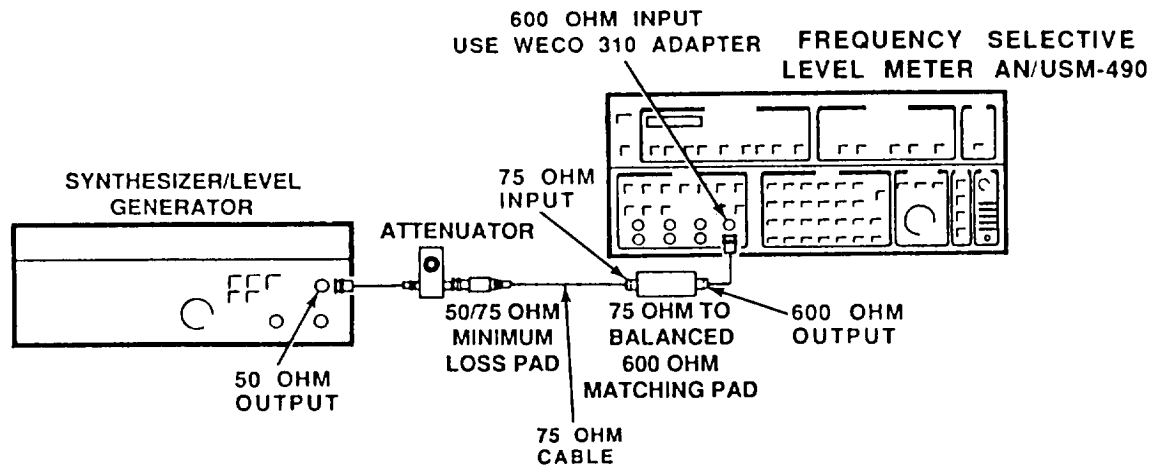 600 OHM INPUT
USE WECO 310 ADAPTER
FREQUENCY SELECTIVE
LEVEL METER AN/USM-490
SYNTHESIZER/LEVEL
GENERATOR
75 OHM
INPUT
ATTENUATOR
50/75 OHM
MINIMUM
LOSS PAD
75 OHM TO
BALANCED
600 OHM
MATCHING PAD
600 OHM
OUTPUT
50 OHM
OUTPUT
75 OHM
CABLE